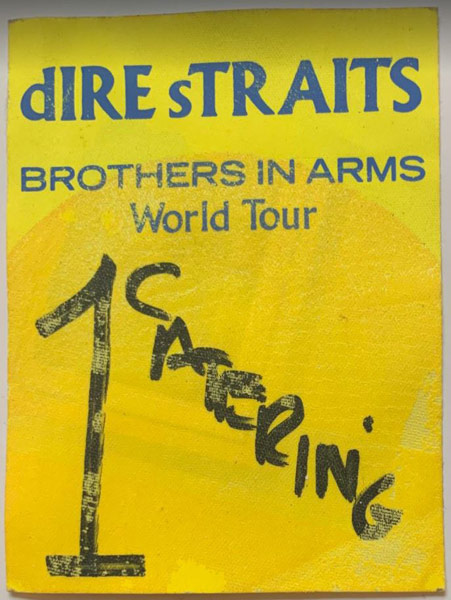 dIRE sTRAITS
BROTHERS IN ARMS
World Tour
1
CATERING